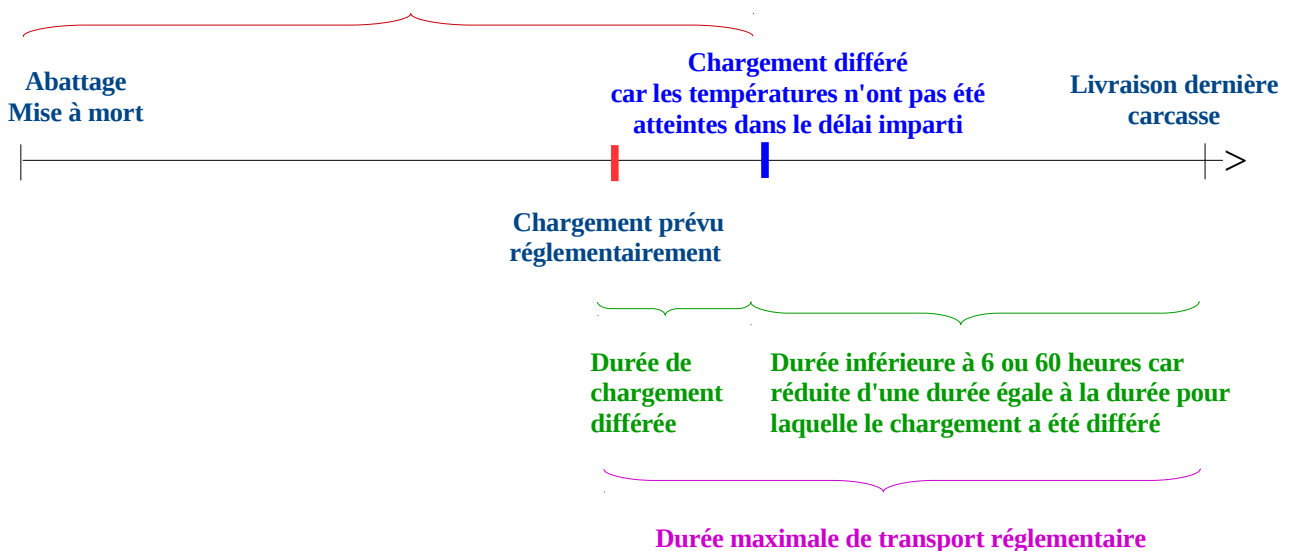 Abattage
Mise à mort
Chargement différé
car les températures n'ont pas été
atteintes dans le délai imparti
Livraison dernière
carcasse
Chargement prévu
réglementairement
Durée de
chargement
différée
Durée inférieure à 6 ou 60 heures car
réduite d'une durée égale à la durée pour
laquelle le chargement a été différé
Durée maximale de transport réglementaire